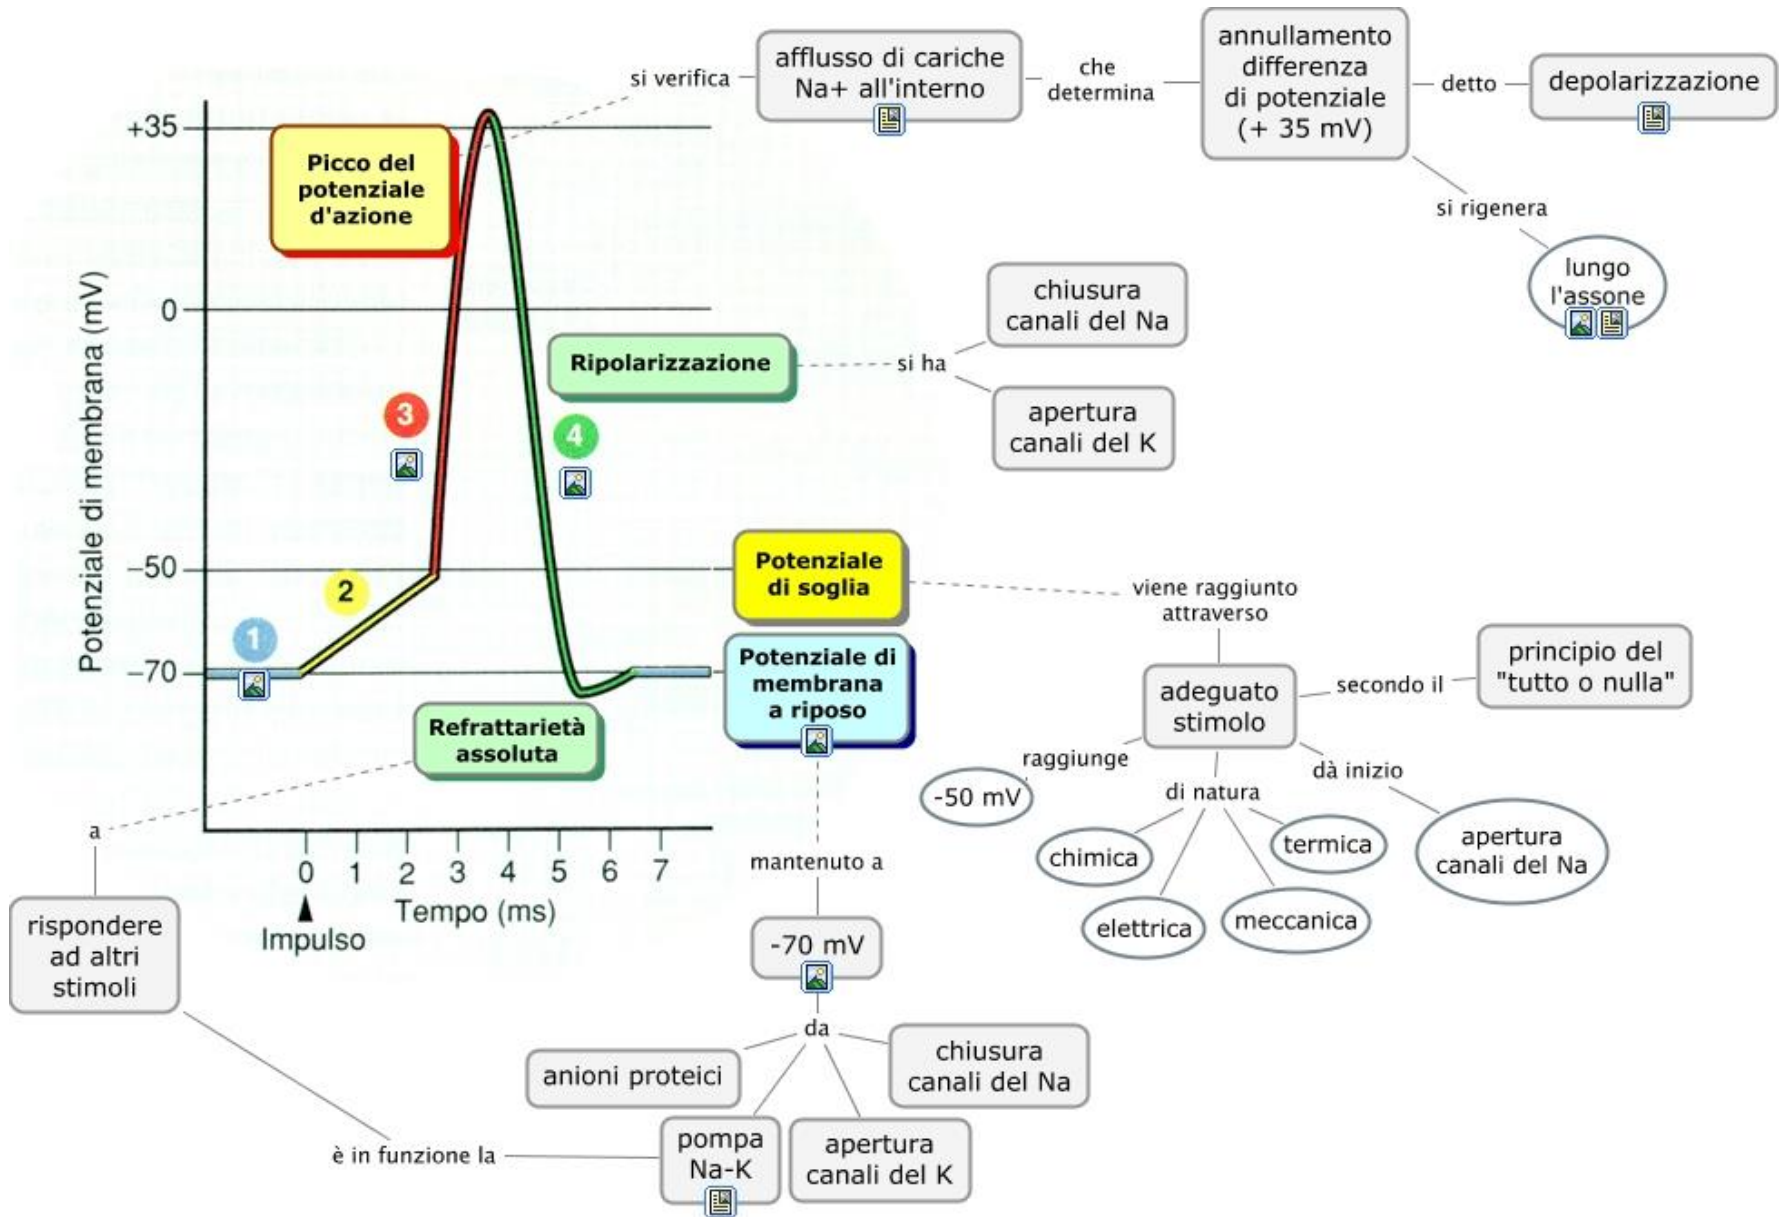 si verifica
afflusso di cariche
Na+ all'interno
che
determina
annullamento
differenza
di potenziale
(+ 35 mV)
detto
depolarizzazione
si rigenera
lungo
l'assone
Potenziale di membrana (mV)
+35
0
-50
-70
Picco del
potenziale
d'azione
Ripolarizzazione
si ha
chiusura
canali del Na
apertura
canali del K
3
4
2
1
Potenziale
di soglia
viene raggiunto
attraverso
adeguato
stimolo
secondo il
principio del
"tutto o nulla"
raggiunge
-50 mV
di natura
chimica
elettrica
meccanica
termica
dà inizio
apertura
canali del Na
Potenziale di
membrana
a riposo
Refrattarietà
assoluta
a
rispondere
ad altri
stimoli
0 1 2 3 4 5 6 7
Tempo (ms)
Impulso
mantenuto a
-70 mV
da
anioni proteici
pompa
Na-K
apertura
canali del K
chiusura
canali del Na
è in funzione la